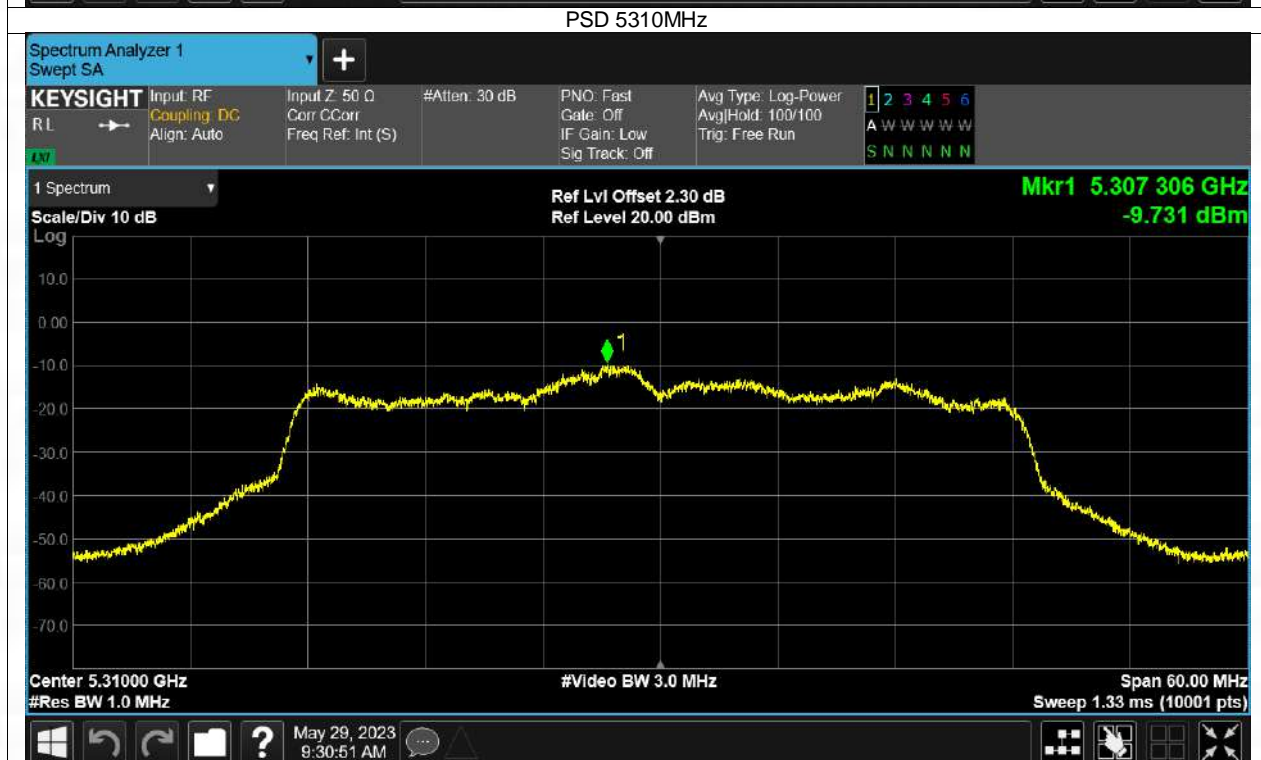 PSD 5310MHz
Spectrum Analyzer 1
Swept SA
KEYSIGHT
RL
LXI
Input: RF
Coupling: DC
Align: Auto
Input Z: 50 Ω
Corr CCorr
Freq Ref: Int (S)
#Atten: 30 dB
PNO: Fast
Gate: Off
IF Gain: Low
Sig Track: Off
Avg Type: Log-Power
Avg|Hold: 100/100
Trig: Free Run
1 2 3 4 5 6
A W W W W W
S N N N N N
1 Spectrum
Scale/Div 10 dB
Log
Ref Lvl Offset 2.30 dB
Ref Level 20.00 dBm
Mkr1 5.307 306 GHz
-9.731 dBm
10.0
0.00
-10.0
-20.0
-30.0
-40.0
-50.0
-60.0
-70.0
1
Center 5.31000 GHz
#Res BW 1.0 MHz
#Video BW 3.0 MHz
Span 60.00 MHz
Sweep 1.33 ms (10001 pts)
?
May 29, 2023
9:30:51 AM